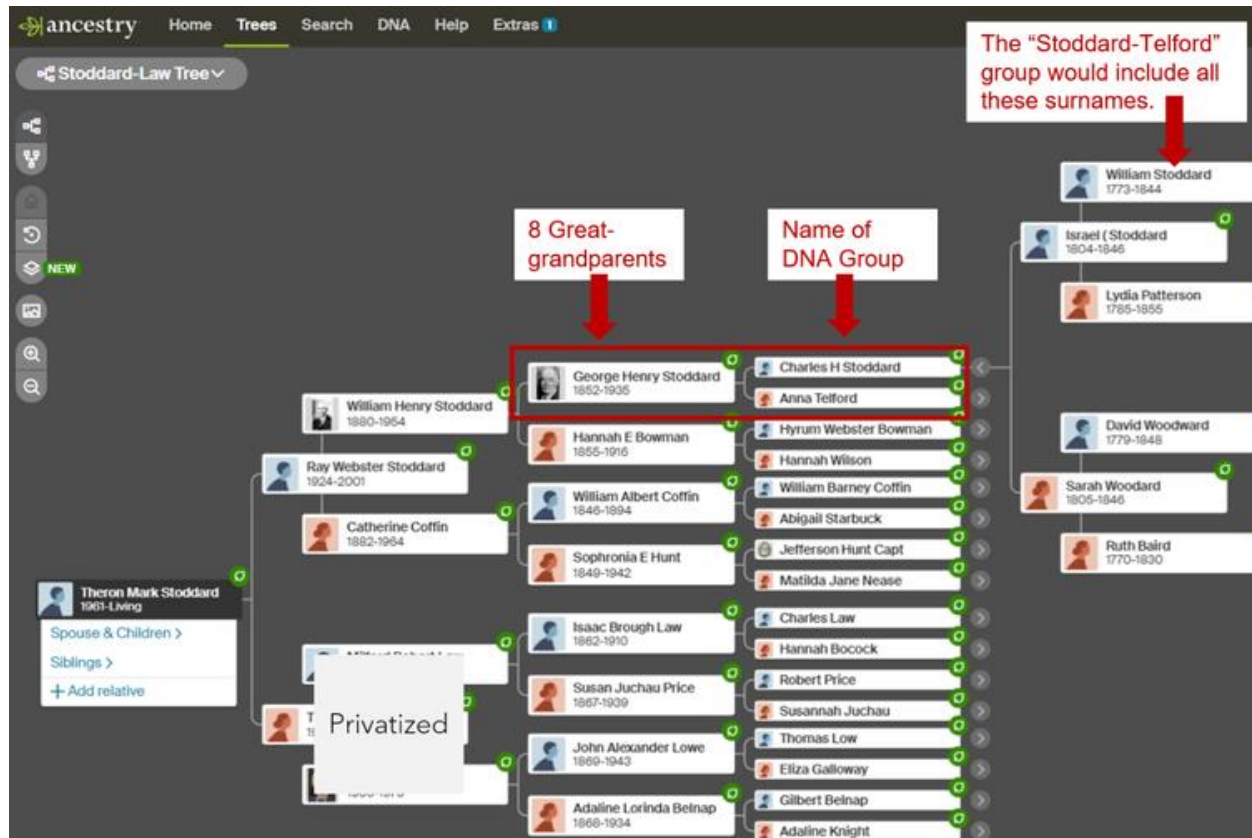 ancestry Home Trees Search DNA Help Extras 1
Stoddard-Law Tree
The “Stoddard-Telford”
group would include all
these surnames.
NEW
8 Great-
grandparents
Name of
DNA Group
William Stoddard
1773-1844
Israel ( Stoddard
1804-1846
Lydia Patterson
1785-1855
David Woodward
1779-1848
Sarah Woodard
1805-1846
Ruth Baird
1770-1830
George Henry Stoddard
1852-1935
Charles H Stoddard
Anna Telford
William Henry Stoddard
1880-1954
Hannah E Bowman
1855-1916
Hyrum Webster Bowman
Hannah Wilson
Ray Webster Stoddard
1924-2001
William Albert Coffin
1846-1894
William Barney Coffin
Abigail Starbuck
Catherine Coffin
1882-1964
Sophronia E Hunt
1849-1942
Jefferson Hunt Capt
Matilda Jane Nease
Theron Mark Stoddard
1961-Living
Spouse & Children >
Siblings >
+ Add relative
Isaac Brough Law
1862-1910
Charles Law
Hannah Bocock
Susan Juchau Price
1867-1939
Robert Price
Susannah Juchau
Privatized
John Alexander Lowe
1869-1943
Thomas Low
Eliza Galloway
Adaline Lorinda Belnap
1868-1934
Gilbert Belnap
Adaline Knight